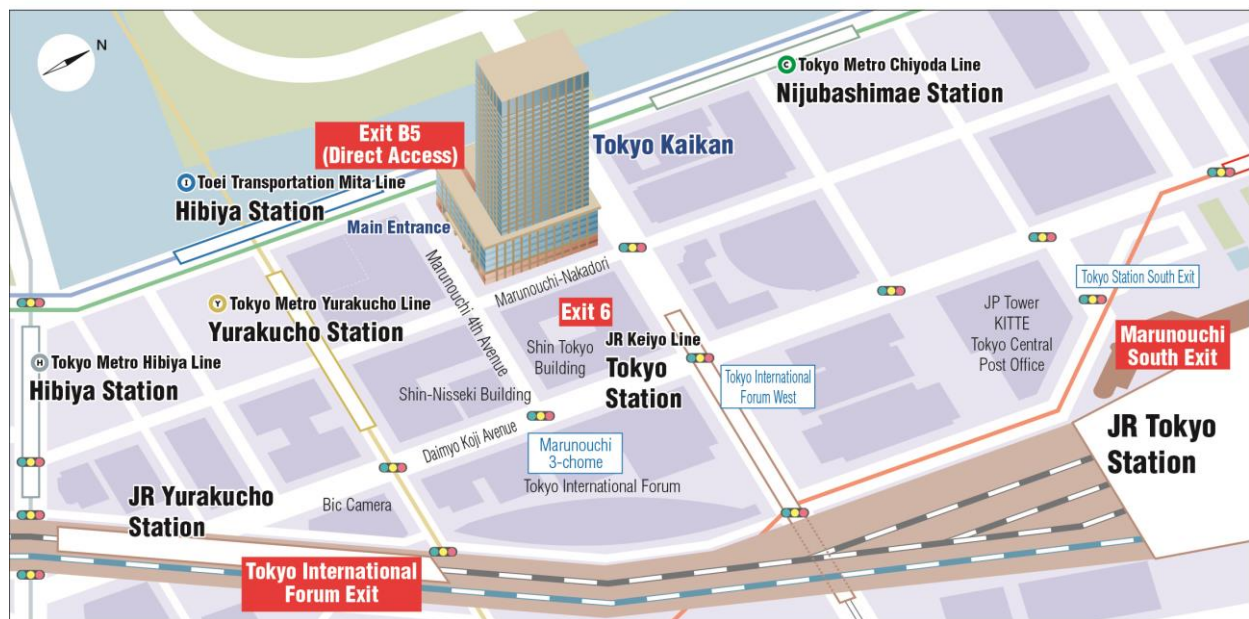 N
C Tokyo Metro Chiyoda Line
Nijubashimae Station
Exit B5
(Direct Access)
Tokyo Kaikan
I Toei Transportation Mita Line
Hibiya Station
Main Entrance
Marunouchi-Nakadori
Marunouchi 4th Avenue
Tokyo Station South Exit
Y Tokyo Metro Yurakucho Line
Yurakucho Station
Exit 6
JR Keiyo Line
Tokyo
Station
Shin Tokyo
Building
JP Tower
KITTE
Tokyo Central
Post Office
Marunouchi
South Exit
H Tokyo Metro Hibiya Line
Hibiya Station
Tokyo International
Forum West
Shin-Nisseki Building
Daimyo Koji Avenue
Marunouchi
3-chome
Tokyo International Forum
JR Tokyo
Station
JR Yurakucho
Station
Bic Camera
Tokyo International
Forum Exit